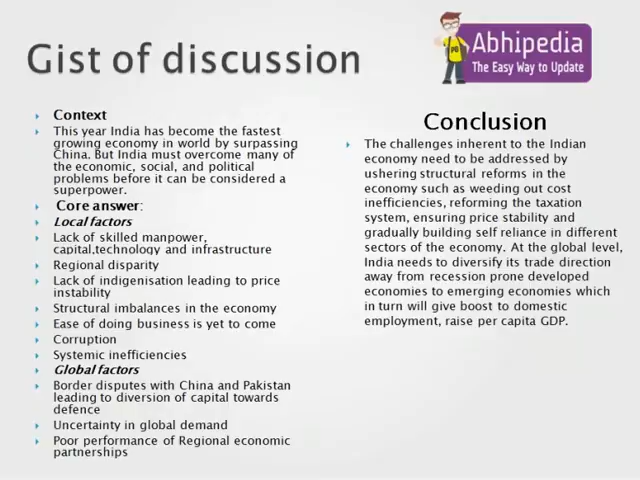 Gist of discussion
PG
Abhipedia
The Easy Way to Update
Context
This year India has become the fastest
growing economy in world by surpassing
China. But India must overcome many of
the economic, social, and political
problems before it can be considered a
superpower.
Core answer:
Local factors
Lack of skilled manpower,
capital,technology and infrastructure
Regional disparity
Lack of indigenisation leading to price
instability
Structural imbalances in the economy
Ease of doing business is yet to come
Corruption
Systemic inefficiencies
Global factors
Border disputes with China and Pakistan
leading to diversion of capital towards
defence
Uncertainty in global demand
Poor performance of Regional economic
partnerships
Conclusion
The challenges inherent to the Indian
economy need to be addressed by
ushering structural reforms in the
economy such as weeding out cost
inefficiencies, reforming the taxation
system, ensuring price stability and
gradually building self reliance in different
sectors of the economy. At the global level,
India needs to diversify its trade direction
away from recession prone developed
economies to emerging economies which
in turn will give boost to domestic
employment, raise per capita GDP.